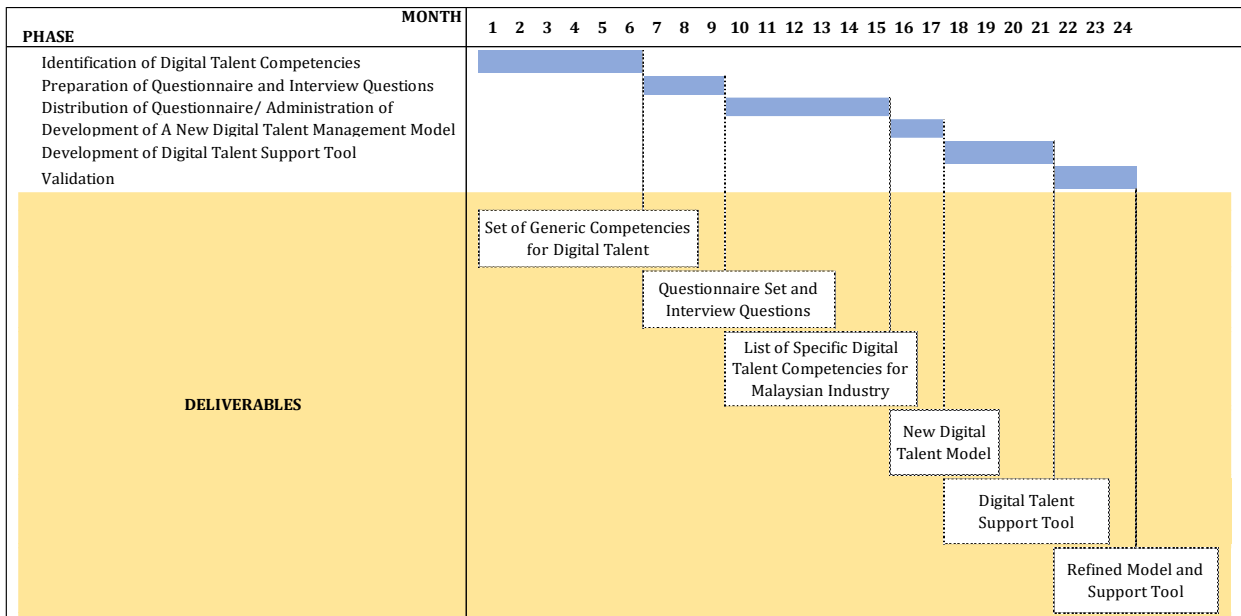 MONTH
PHASE
1 2 3 4 5 6 7 8 9 10 11 12 13 14 15 16 17 18 19 20 21 22 23 24
Identification of Digital Talent Competencies
Preparation of Questionnaire and Interview Questions
Distribution of Questionnaire/ Administration of
Development of A New Digital Talent Management Model
Development of Digital Talent Support Tool
Validation
DELIVERABLES
Set of Generic Competencies
for Digital Talent
Questionnaire Set and
Interview Questions
List of Specific Digital
Talent Competencies for
Malaysian Industry
New Digital
Talent Model
Digital Talent
Support Tool
Refined Model and
Support Tool